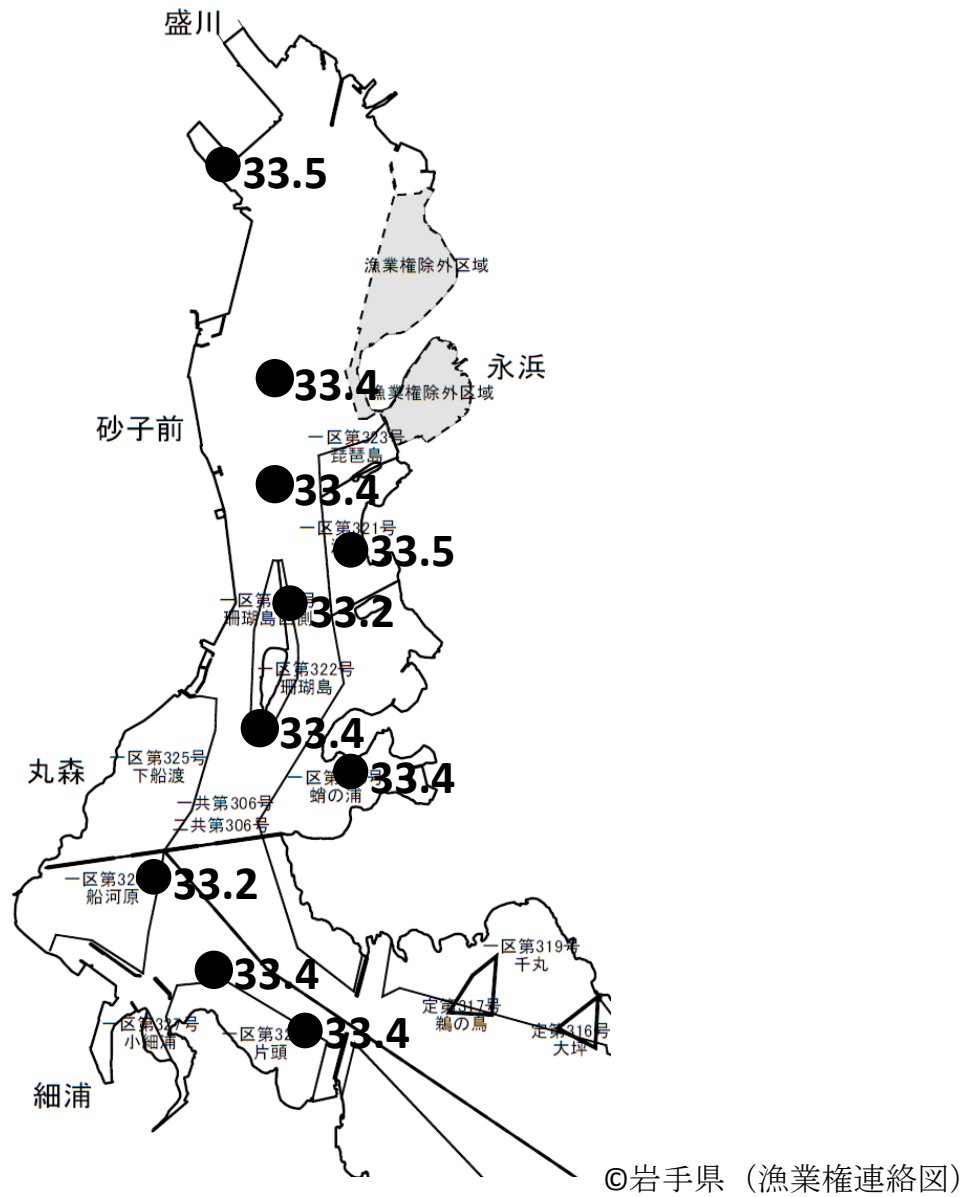 盛川
33.5
漁業権除外区域
永浜
33.4
漁業権除外区域
砂子前
一区第323号
琵琶島
33.4
一区第321号
33.5
一区第
33.2
珊瑚島
一区第322号
珊瑚島
33.4
丸森
一区第325号
下船渡
33.4
一区第
蛸の浦
一共第306号
二共第306号
一区第32
船河原
33.2
一区第319号
千丸
33.4
定第317号
鵜の鳥
一区第327号
小細浦
一区第32
片頭
33.4
定第316号
大坪
細浦
©岩手県（漁業権連絡図）